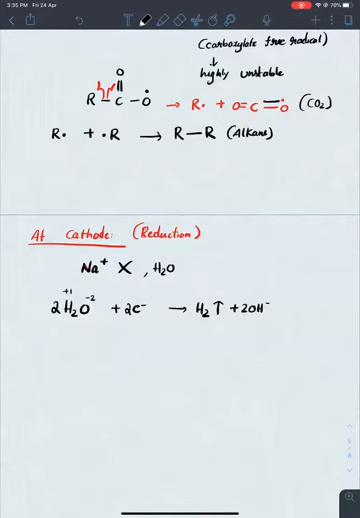 3:35 PM Fri 24 Apr
70%
(carboxylate free radical)
↓
highly unstable
O
R – C – Ȯ → R• + O=C=Ȯ (CO₂)
R• + •R → R–R (Alkane)
At Cathode: (Reduction)
Na⁺ X , H₂O
+1 -2
2H₂O + 2e⁻ → H₂↑ + 2OH⁻